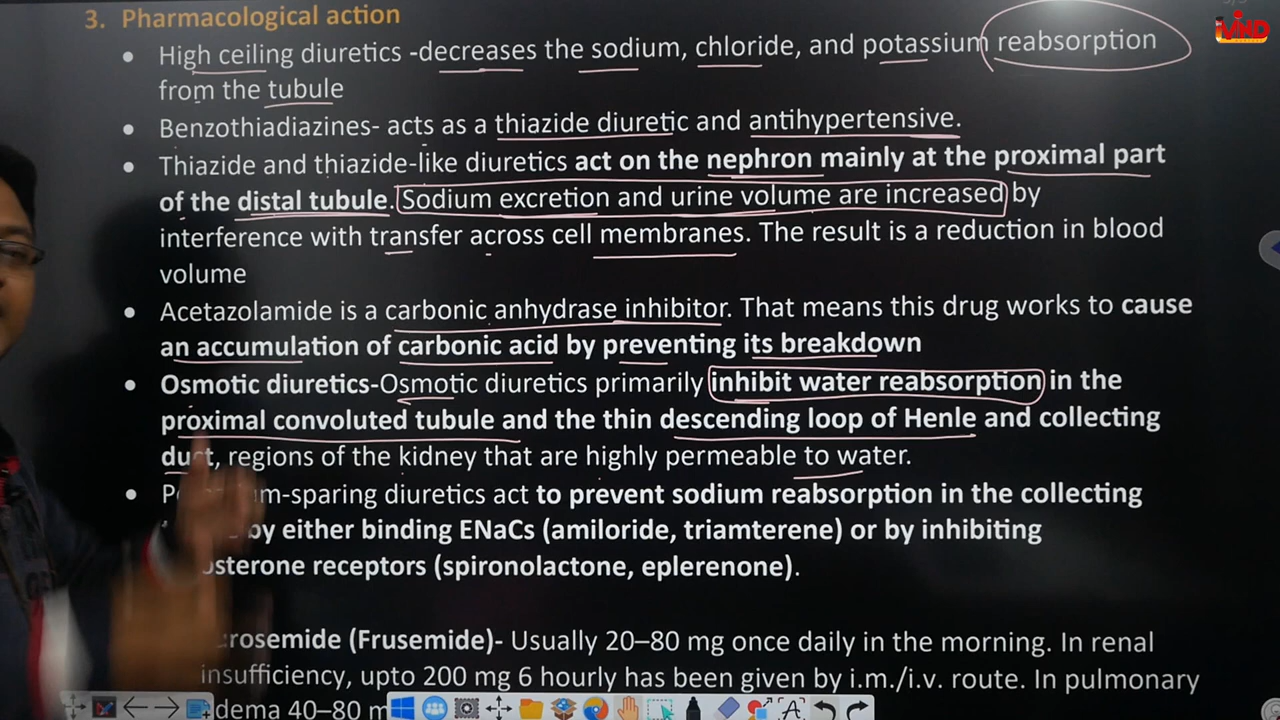 3. Pharmacological action
• High ceiling diuretics -decreases the sodium, chloride, and potassium reabsorption
from the tubule
• Benzothiadiazines- acts as a thiazide diuretic and antihypertensive.
• Thiazide and thiazide-like diuretics act on the nephron mainly at the proximal part
of the distal tubule. Sodium excretion and urine volume are increased by
interference with transfer across cell membranes. The result is a reduction in blood
volume
• Acetazolamide is a carbonic anhydrase inhibitor. That means this drug works to cause
an accumulation of carbonic acid by preventing its breakdown
• Osmotic diuretics-Osmotic diuretics primarily inhibit water reabsorption in the
proximal convoluted tubule and the thin descending loop of Henle and collecting
duct, regions of the kidney that are highly permeable to water.
• -sparing diuretics act to prevent sodium reabsorption in the collecting
by either binding ENaCs (amiloride, triamterene) or by inhibiting
osterone receptors (spironolactone, eplerenone).
rosemide (Frusemide)- Usually 20–80 mg once daily in the morning. In renal
insufficiency, upto 200 mg 6 hourly has been given by i.m./i.v. route. In pulmonary
dema 40–80 m